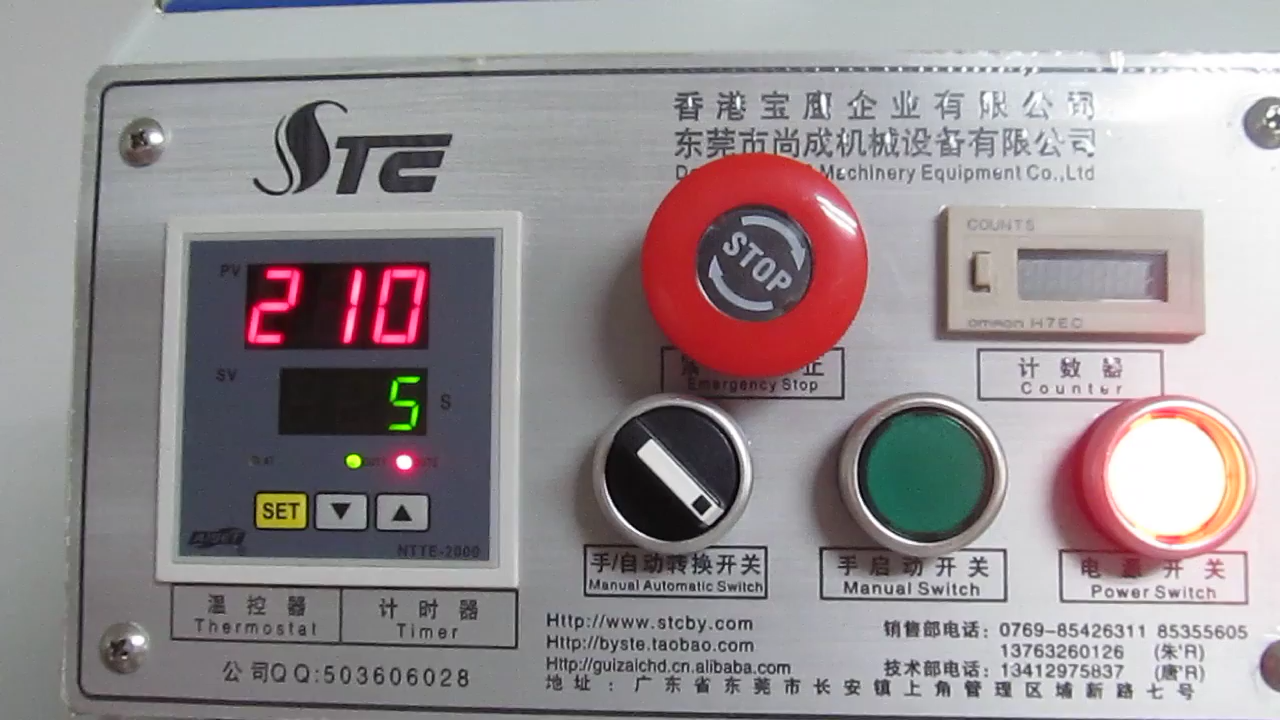 STE
香港宝鹰企业有限公司
东莞市尚成机械设备有限公司
Machinery Equipment Co.,Ltd
PV
210
SV
5 S
SET
NTTE-2000
温控器 计时器
Thermostat Timer
公司QQ:503606028
STOP
Emergency Stop
COUNTS
omron H7EC
计数器
Counter
手/自动转换开关
Manual Automatic Switch
手启动开关
Manual Switch
电源开关
Power Switch
Http://www.stcby.com
Http://byste.taobao.com
Http://guizaichd.cn.alibaba.com
销售部电话：0769-85426311 85355605
13763260126 (朱'R)
技术部电话：13412975837 (唐'R)
地址：广东省东莞市长安镇上角管理区埔新路七号